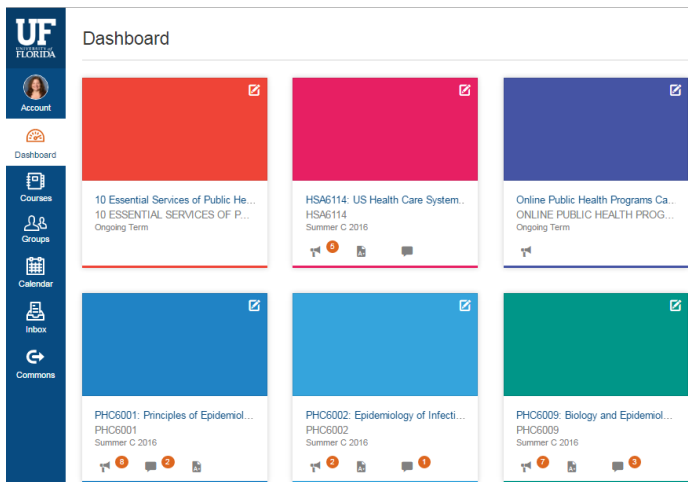 UF
UNIVERSITY of
FLORIDA
Account
Dashboard
Courses
Groups
Calendar
Inbox
Commons
Dashboard
10 Essential Services of Public He...
10 ESSENTIAL SERVICES OF P...
Ongoing Term
HSA6114: US Health Care System..
HSA6114
Summer C 2016
5
A+
Online Public Health Programs Ca..
ONLINE PUBLIC HEALTH PROG...
Ongoing Term
PHC6001: Principles of Epidemiol...
PHC6001
Summer C 2016
8
2
A+
PHC6002: Epidemiology of Infecti...
PHC6002
Summer C 2016
2
A+
1
PHC6009: Biology and Epidemiol...
PHC6009
Summer C 2016
7
A+
3